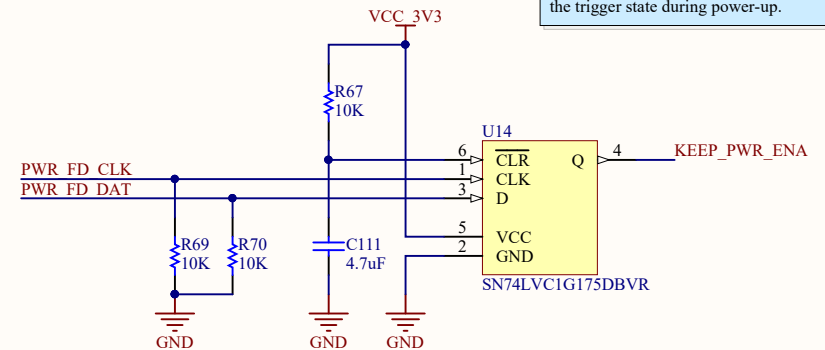 the trigger state during power-up.
VCC_3V3
R67
10K
U14
6
CLR
Q
4
KEEP_PWR_ENA
PWR_FD_CLK
1
CLK
PWR_FD_DAT
3
D
R69
10K
R70
10K
C111
4.7uF
5
VCC
2
GND
SN74LVC1G175DBVR
GND
GND
GND